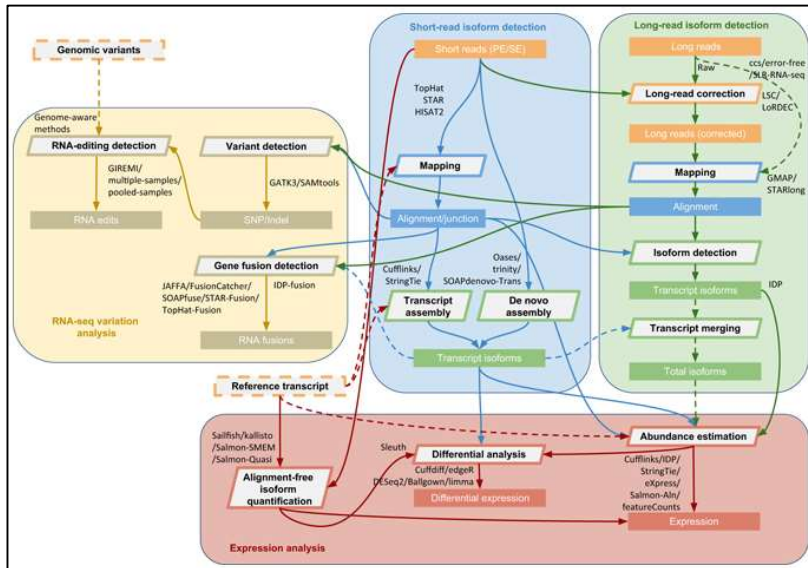 Short-read isoform detection
Long-read isoform detection
Genomic variants
Short reads (PE/SE)
Long reads
Raw
ccs/error-free
/SLR-RNA-seq
TopHat
STAR
HISAT2
Long-read correction
LSC/
LoRDEC
Genome-aware
methods
RNA-editing detection
Variant detection
Long reads (corrected)
GIREMI/
multiple-samples/
pooled-samples
GATK3/SAMtools
Mapping
Mapping
GMAP/
STARlong
RNA edits
SNP/Indel
Alignment/junction
Alignment
Gene fusion detection
Cufflinks/
StringTie
Oases/
trinity/
SOAPdenovo-Trans
Isoform detection
JAFFA/FusionCatcher/
SOAPfuse/STAR-Fusion/
TopHat-Fusion
IDP-fusion
Transcript
assembly
De novo
assembly
Transcript isoforms
IDP
RNA-seq variation
analysis
RNA fusions
Transcript merging
Transcript isoforms
Total isoforms
Reference transcript
Sailfish/kallisto
/Salmon-SMEM
/Salmon-Quasi
Sleuth
Differential analysis
Abundance estimation
Alignment-free
isoform
quantification
Cuffdiff/edgeR
DESeq2/Ballgown/limma
Cufflinks/IDP/
StringTie/
eXpress/
Salmon-Aln/
featureCounts
Differential expression
Expression
Expression analysis